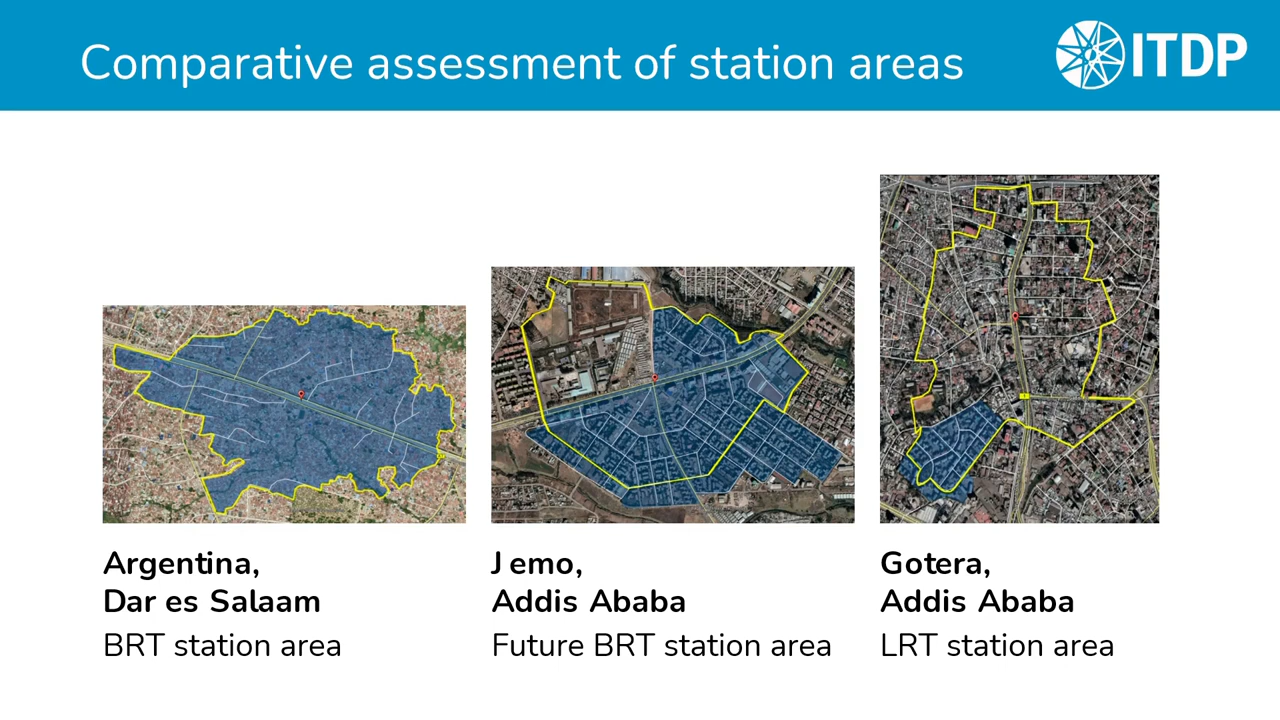 Comparative assessment of station areas
ITDP
Argentina,
Dar es Salaam
BRT station area
Jemo,
Addis Ababa
Future BRT station area
Gotera,
Addis Ababa
LRT station area